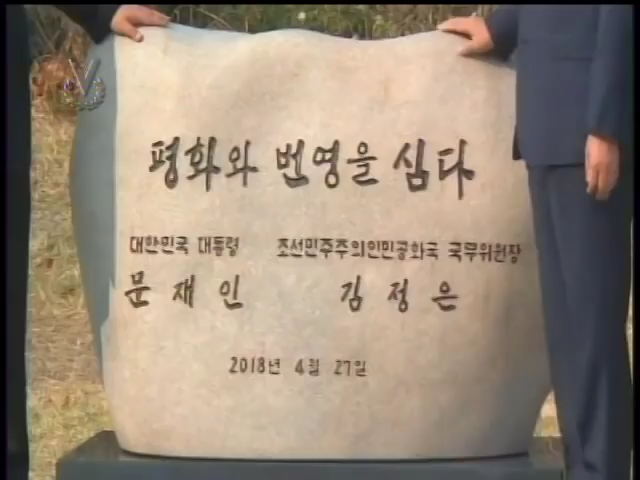 평화와 번영을 심다
대한민국 대통령 조선민주주의인민공화국 국무위원장
문재인 김정은
2018년 4월 27일